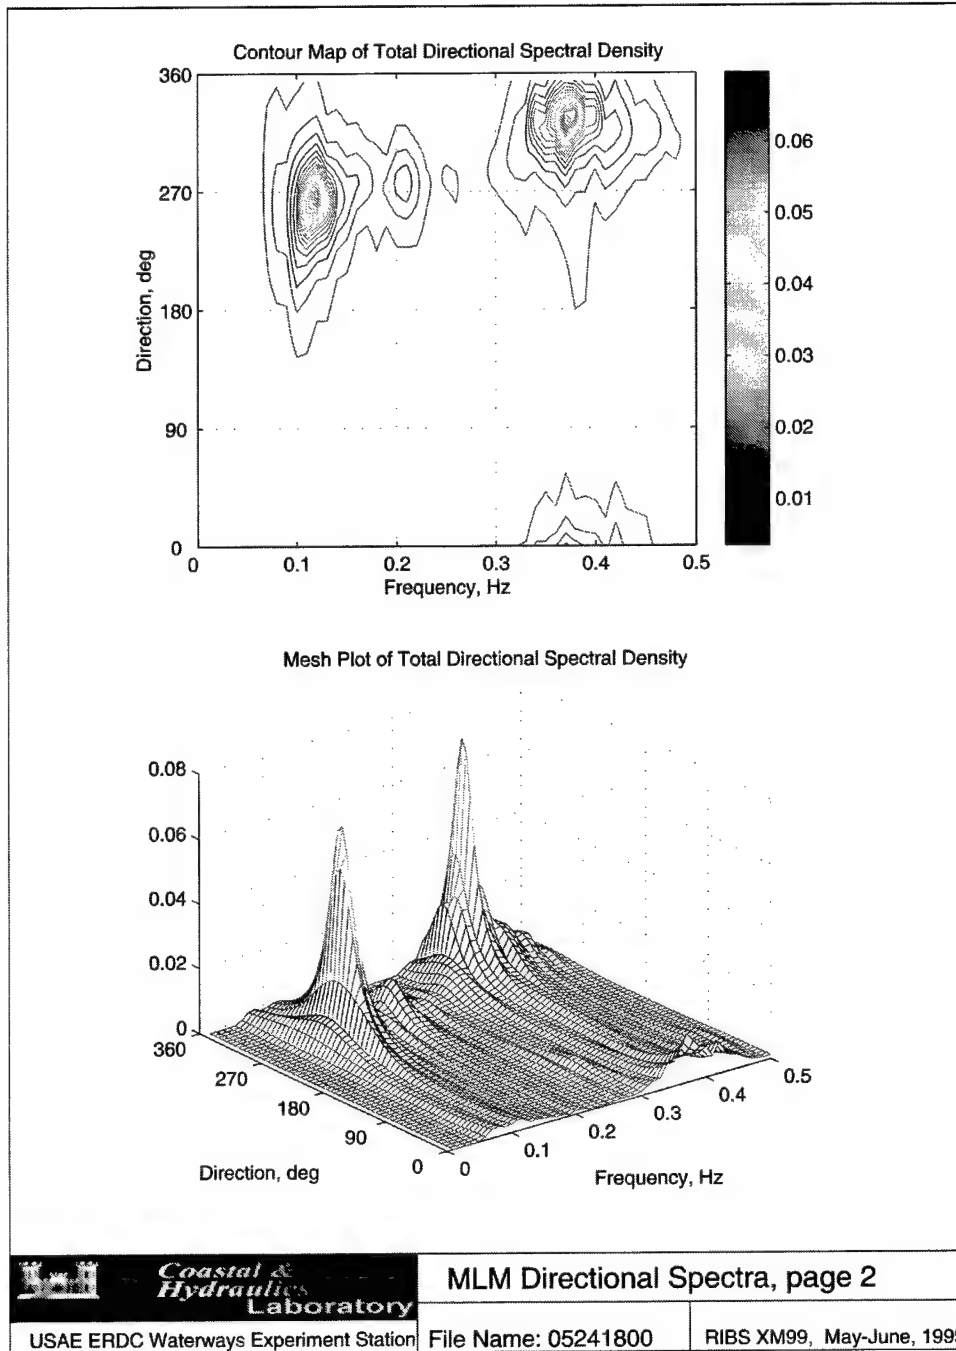 Contour Map of Total Directional Spectral Density
360
270
180
90
0
Direction, deg
0 0.1 0.2 0.3 0.4 0.5
Frequency, Hz
0.06
0.05
0.04
0.03
0.02
0.01
Mesh Plot of Total Directional Spectral Density
0.08
0.06
0.04
0.02
0
360
270
180
90
0
Direction, deg
0
0.1
0.2
0.3
0.4
0.5
Frequency, Hz
Coastal &
Hydraulics
Laboratory
USAE ERDC Waterways Experiment Station
MLM Directional Spectra, page 2
File Name: 05241800
RIBS XM99, May-June, 199